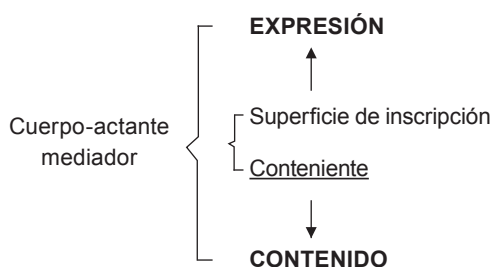 EXPRESIÓN
Superficie de inscripción
Cuerpo-actante
mediador
Conteniente
CONTENIDO